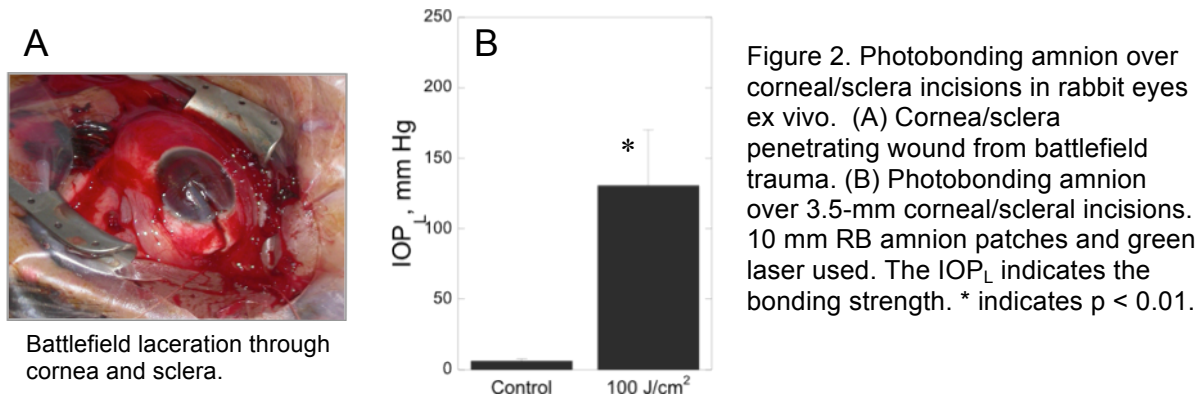 A
Battlefield laceration through
cornea and sclera.
B
250
200
150
100
50
0
IOP_L, mm Hg
*
Control
100 J/cm²
Figure 2. Photobonding amnion over
corneal/sclera incisions in rabbit eyes
ex vivo. (A) Cornea/sclera
penetrating wound from battlefield
trauma. (B) Photobonding amnion
over 3.5-mm corneal/scleral incisions.
10 mm RB amnion patches and green
laser used. The IOP_L indicates the
bonding strength. * indicates p < 0.01.